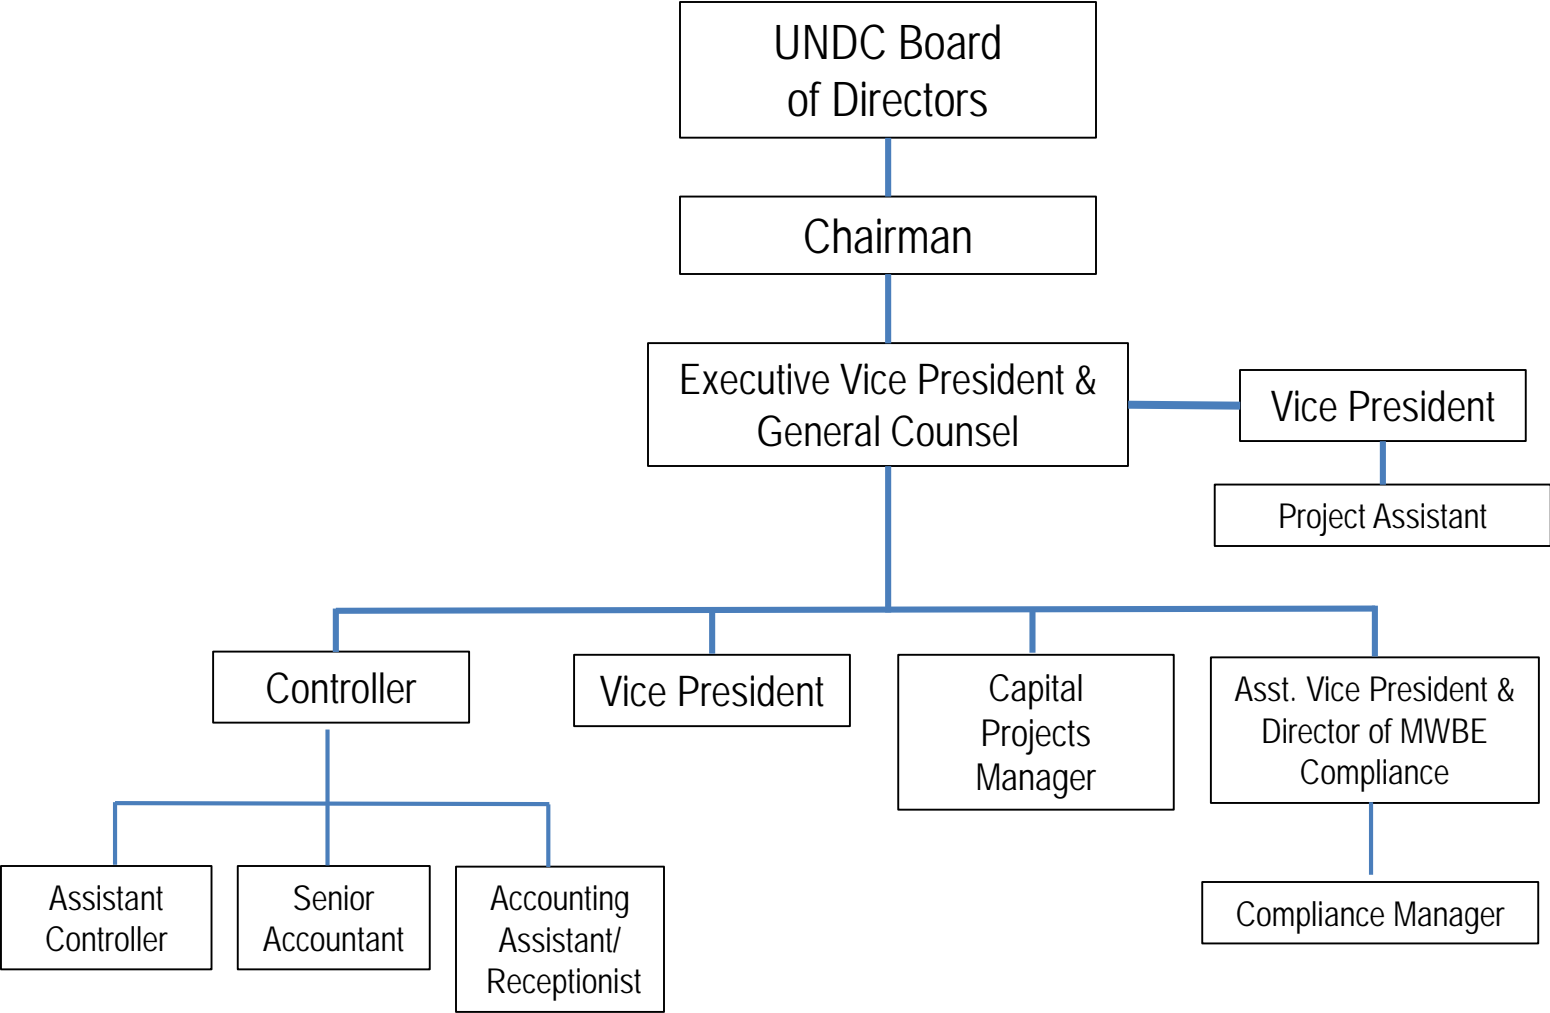 UNDC Board
of Directors
Chairman
Executive Vice President &
General Counsel
Vice President
Project Assistant
Controller
Vice President
Capital
Projects
Manager
Asst. Vice President &
Director of MWBE
Compliance
Assistant
Controller
Senior
Accountant
Accounting
Assistant/
Receptionist
Compliance Manager